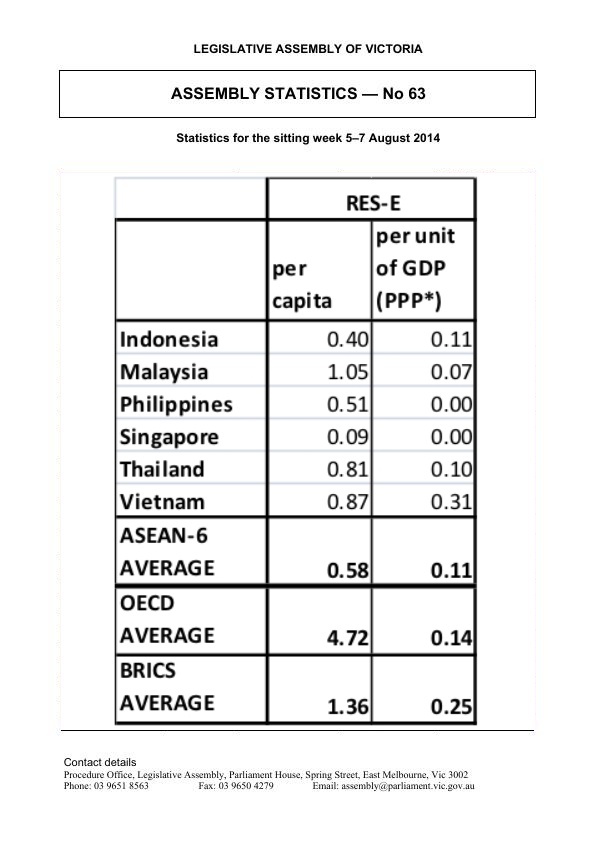 LEGISLATIVE ASSEMBLY OF VICTORIA
ASSEMBLY STATISTICS — No 63
Statistics for the sitting week 5–7 August 2014
RES-E
per capita per unit of GDP (PPP*)
Indonesia 0.40 0.11
Malaysia 1.05 0.07
Philippines 0.51 0.00
Singapore 0.09 0.00
Thailand 0.81 0.10
Vietnam 0.87 0.31
ASEAN-6
AVERAGE 0.58 0.11
OECD
AVERAGE 4.72 0.14
BRICS
AVERAGE 1.36 0.25
Contact details
Procedure Office, Legislative Assembly, Parliament House, Spring Street, East Melbourne, Vic 3002
Phone: 03 9651 8563 Fax: 03 9650 4279 Email: assembly@parliament.vic.gov.au